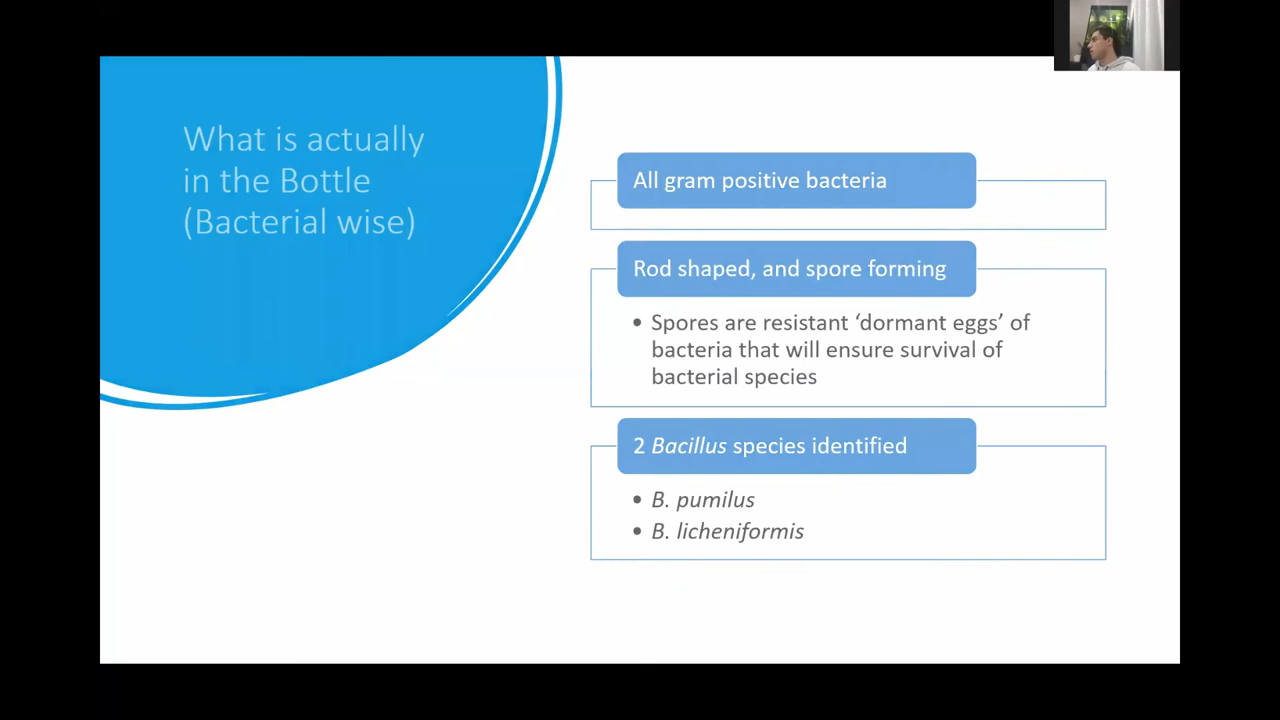 What is actually
in the Bottle
(Bacterial wise)
All gram positive bacteria
Rod shaped, and spore forming
• Spores are resistant ‘dormant eggs’ of
bacteria that will ensure survival of
bacterial species
2 Bacillus species identified
• B. pumilus
• B. licheniformis